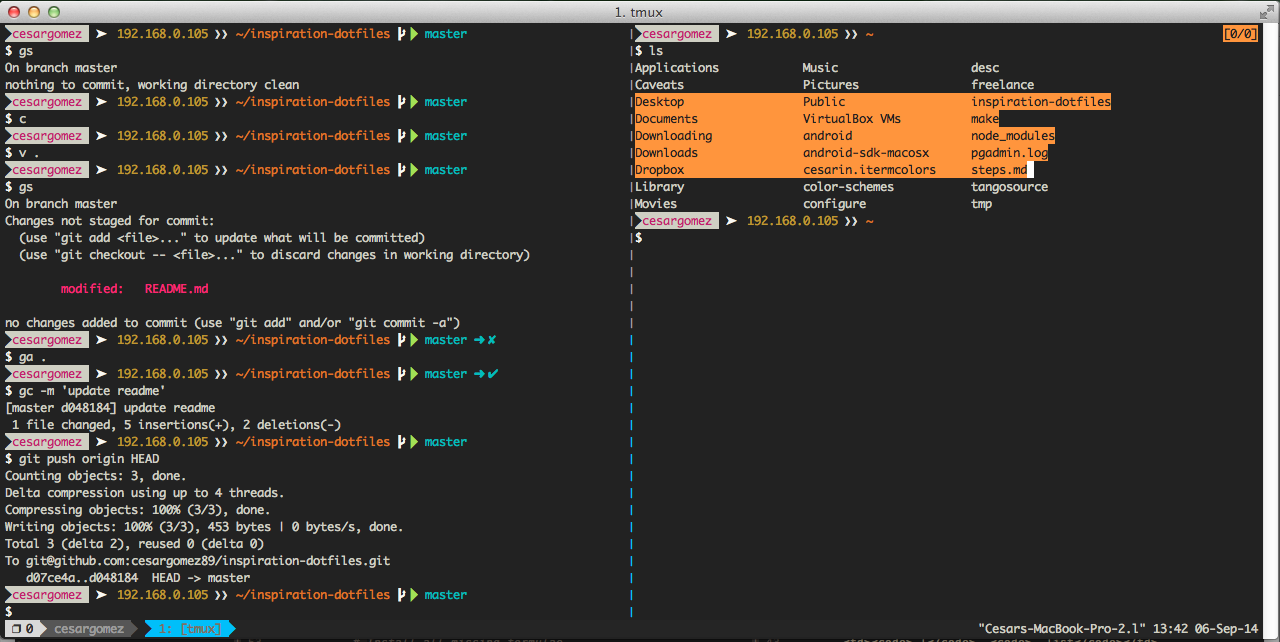 1. tmux
cesargomez ➤ 192.168.0.105 ❯❯ ~/inspiration-dotfiles master
$ gs
On branch master
nothing to commit, working directory clean
cesargomez ➤ 192.168.0.105 ❯❯ ~/inspiration-dotfiles master
$ c
cesargomez ➤ 192.168.0.105 ❯❯ ~/inspiration-dotfiles master
$ v .
cesargomez ➤ 192.168.0.105 ❯❯ ~/inspiration-dotfiles master
$ gs
On branch master
Changes not staged for commit:
(use "git add <file>..." to update what will be committed)
(use "git checkout -- <file>..." to discard changes in working directory)
modified: README.md
no changes added to commit (use "git add" and/or "git commit -a")
cesargomez ➤ 192.168.0.105 ❯❯ ~/inspiration-dotfiles master ➜✘
$ ga .
cesargomez ➤ 192.168.0.105 ❯❯ ~/inspiration-dotfiles master ➜✔
$ gc -m 'update readme'
[master d048184] update readme
1 file changed, 5 insertions(+), 2 deletions(-)
cesargomez ➤ 192.168.0.105 ❯❯ ~/inspiration-dotfiles master
$ git push origin HEAD
Counting objects: 3, done.
Delta compression using up to 4 threads.
Compressing objects: 100% (3/3), done.
Writing objects: 100% (3/3), 453 bytes | 0 bytes/s, done.
Total 3 (delta 2), reused 0 (delta 0)
To git@github.com:cesargomez89/inspiration-dotfiles.git
d07ce4a..d048184 HEAD -> master
cesargomez ➤ 192.168.0.105 ❯❯ ~/inspiration-dotfiles master
$
cesargomez ➤ 192.168.0.105 ❯❯ ~ [0/0]
$ ls
Applications Music desc
Caveats Pictures freelance
Desktop Public inspiration-dotfiles
Documents VirtualBox VMs make
Downloading android node_modules
Downloads android-sdk-macosx pgadmin.log
Dropbox cesarin.itermcolors steps.md
Library color-schemes tangosource
Movies configure tmp
cesargomez ➤ 192.168.0.105 ❯❯ ~
$
0 cesargomez 1: [tmux] "Cesars-MacBook-Pro-2.l" 13:42 06-Sep-14